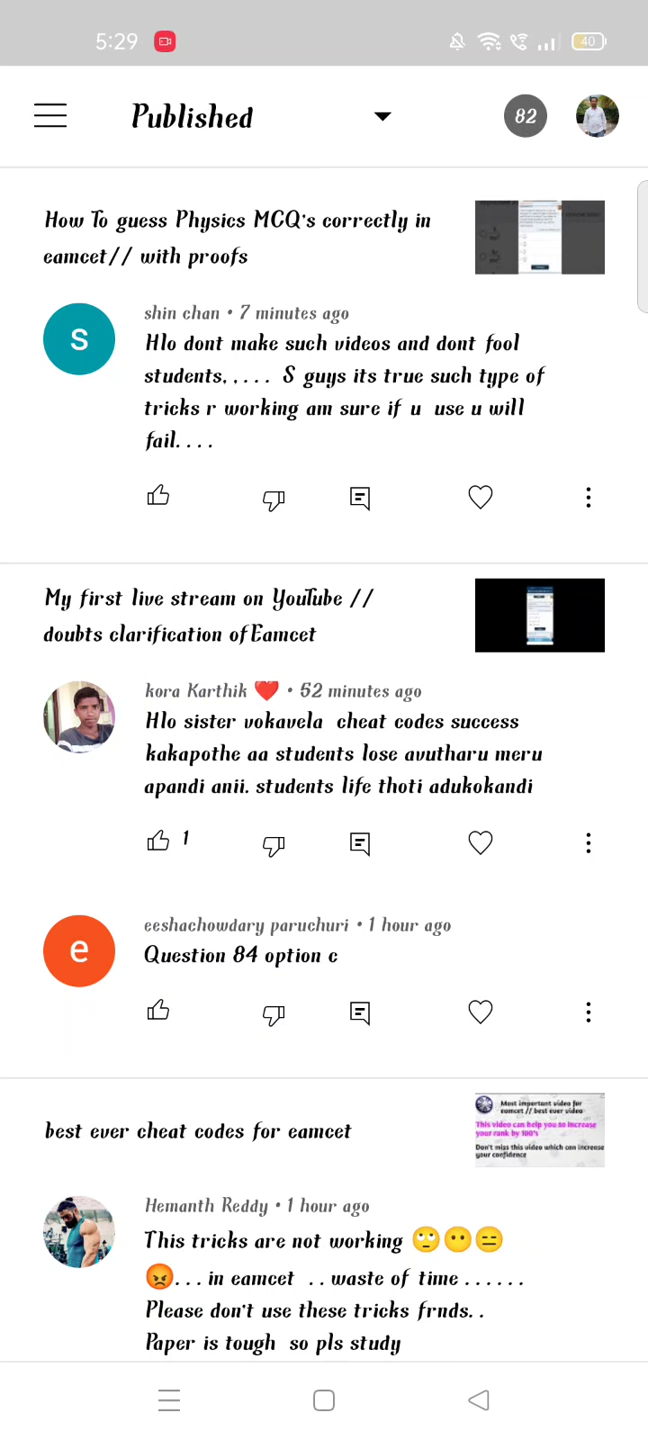 5:29
40
Published
82
How To guess Physics MCQ's correctly in
eamcet// with proofs
shin chan • 7 minutes ago
S
Hlo dont make such videos and dont fool
students, , . . . . S guys its true such type of
tricks r working am sure if u use u will
fail. . . .
My first live stream on YouTube //
doubts clarification of Eamcet
kora Karthik ❤️ • 52 minutes ago
Hlo sister vokavela cheat codes success
kakapothe aa students lose avutharu meru
apandi anii. students life thoti adukokandi
1
eeshachowdary paruchuri • 1 hour ago
e
Question 84 option c
best ever cheat codes for eamcet
Most important video for
eamcet // best ever video
This video can help you to increase
your rank by 100's
Don't miss this video which can increase
your confidence
Hemanth Reddy • 1 hour ago
This tricks are not working 🙄😶😑
😡. . . in eamcet . . waste of time . . . . . .
Please don't use these tricks frnds. .
Paper is tough so pls study